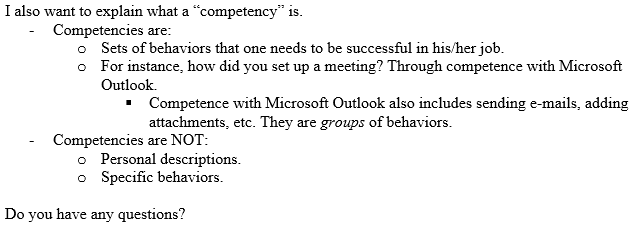 I also want to explain what a “competency” is.
- Competencies are:
o Sets of behaviors that one needs to be successful in his/her job.
o For instance, how did you set up a meeting? Through competence with Microsoft
Outlook.
▪ Competence with Microsoft Outlook also includes sending e-mails, adding
attachments, etc. They are groups of behaviors.
- Competencies are NOT:
o Personal descriptions.
o Specific behaviors.
Do you have any questions?